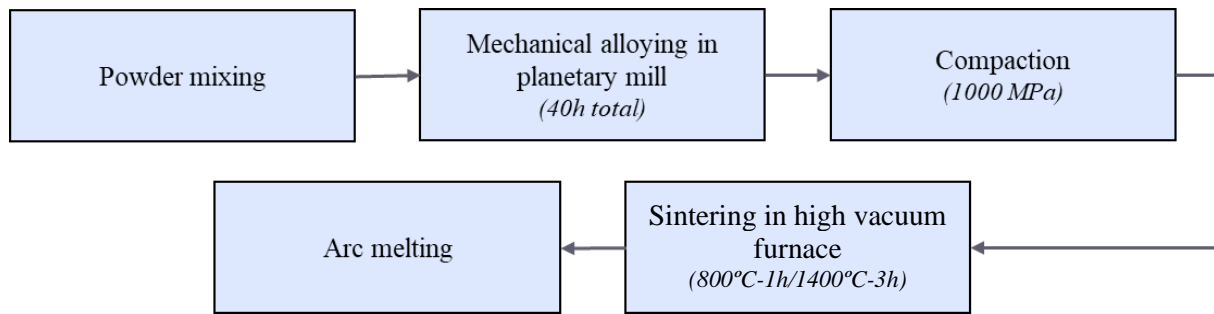 Powder mixing
Mechanical alloying in
planetary mill
(40h total)
Compaction
(1000 MPa)
Arc melting
Sintering in high vacuum
furnace
(800ºC-1h/1400ºC-3h)